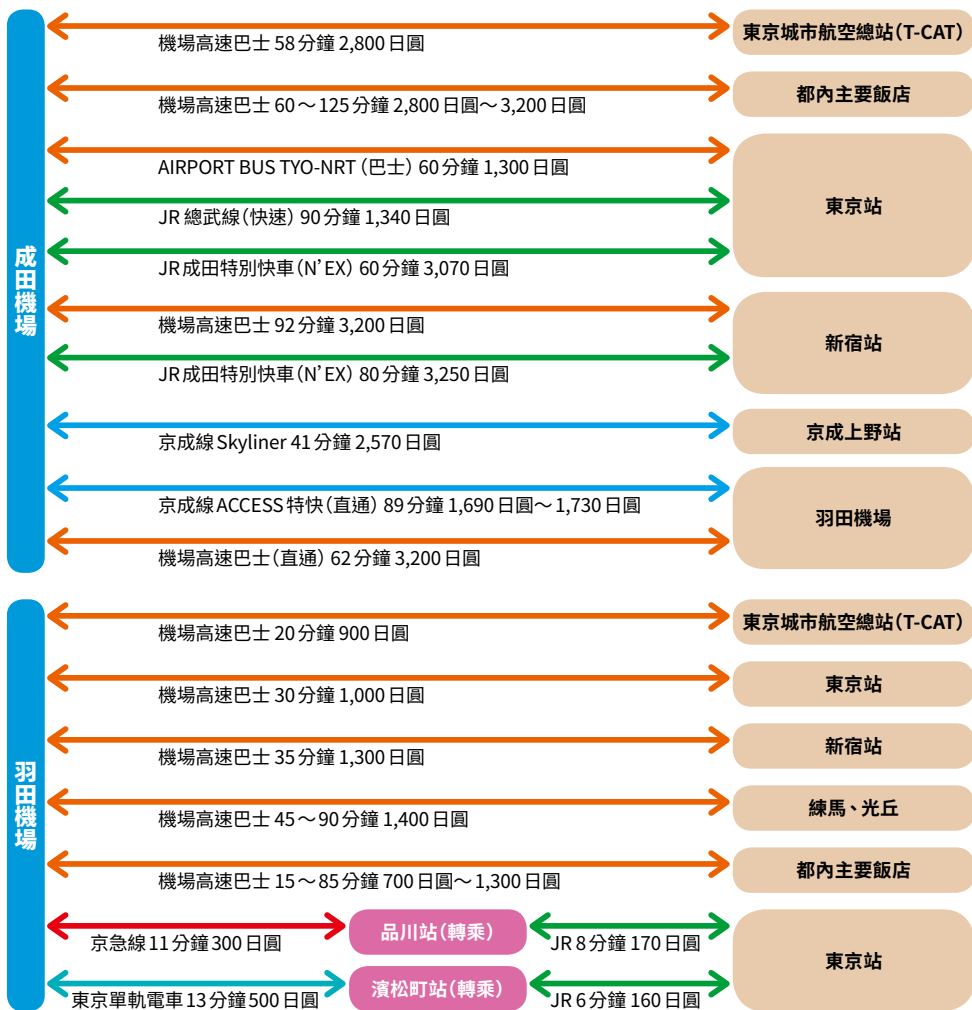 成田機場
機場高速巴士 58分鐘 2,800日圓
東京城市航空總站(T-CAT)
機場高速巴士 60～125分鐘 2,800日圓～3,200日圓
都內主要飯店
AIRPORT BUS TYO-NRT (巴士) 60分鐘 1,300日圓
JR總武線(快速) 90分鐘 1,340日圓
JR成田特別快車(N'EX) 60分鐘 3,070日圓
東京站
機場高速巴士 92分鐘 3,200日圓
JR成田特別快車(N'EX) 80分鐘 3,250日圓
新宿站
京成線Skyliner 41分鐘 2,570日圓
京成上野站
京成線ACCESS特快(直通) 89分鐘 1,690日圓～1,730日圓
機場高速巴士(直通) 62分鐘 3,200日圓
羽田機場
羽田機場
機場高速巴士 20分鐘 900日圓
東京城市航空總站(T-CAT)
機場高速巴士 30分鐘 1,000日圓
東京站
機場高速巴士 35分鐘 1,300日圓
新宿站
機場高速巴士 45～90分鐘 1,400日圓
練馬、光丘
機場高速巴士 15～85分鐘 700日圓～1,300日圓
都內主要飯店
京急線 11分鐘 300日圓
品川站(轉乘)
JR 8分鐘 170日圓
東京單軌電車 13分鐘 500日圓
濱松町站(轉乘)
JR 6分鐘 160日圓
東京站